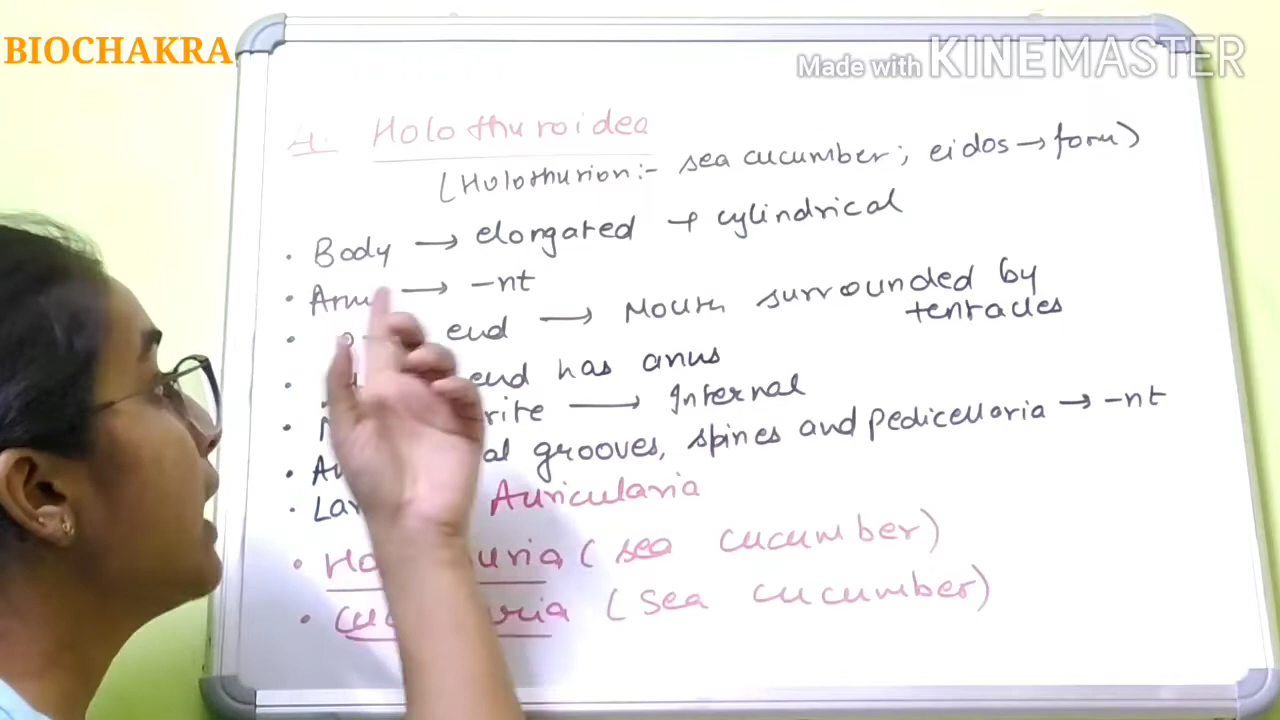 BIOCHAKRA
Made with KINEMASTER
4. Holothuroidea
(Holothurion:- sea cucumber; eidos → form)
• Body → elongated + cylindrical
• → -nt
• end → Mouth surrounded by
tentacles
• end has anus
• → Internal
• grooves, spines and pedicellaria → -nt
• Auricularia
• (sea cucumber)
• (sea cucumber)